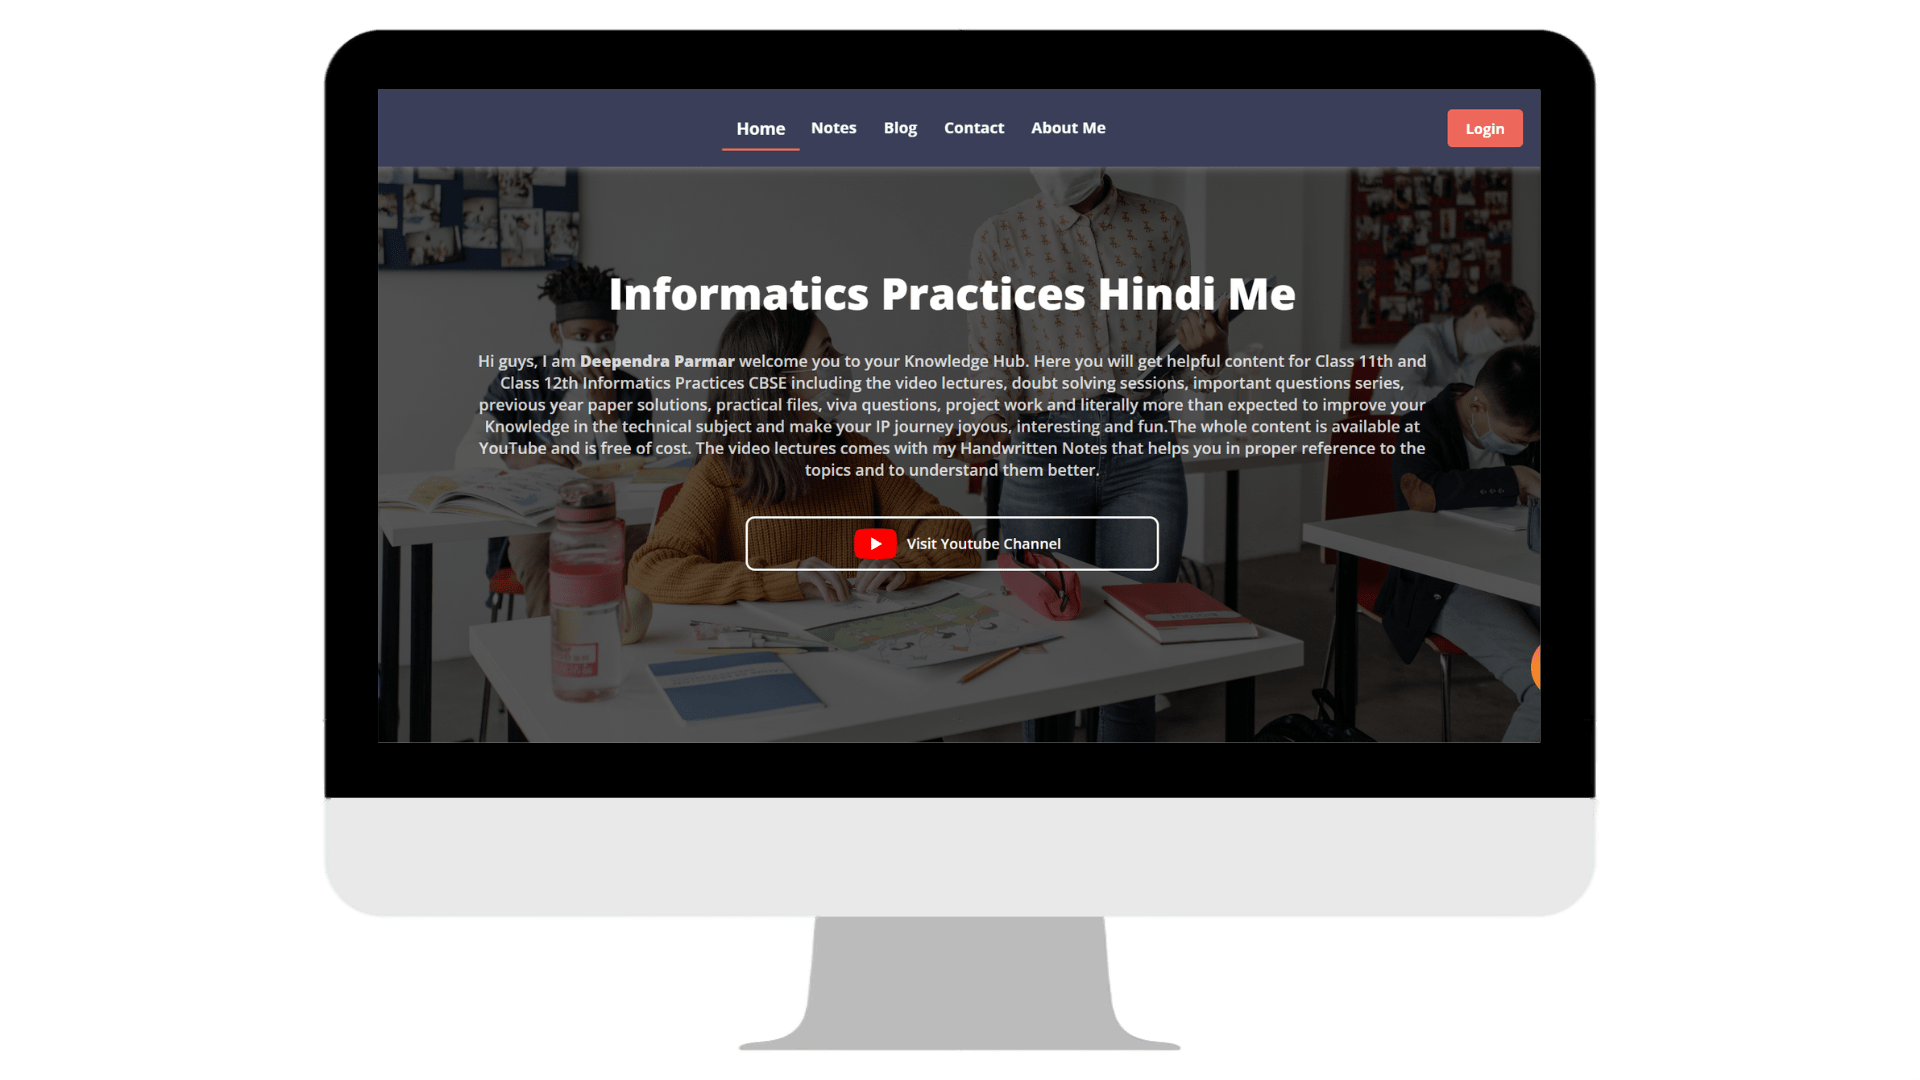 Home Notes Blog Contact About Me Login
Informatics Practices Hindi Me
Hi guys, I am Deependra Parmar welcome you to your Knowledge Hub. Here you will get helpful content for Class 11th and
Class 12th Informatics Practices CBSE including the video lectures, doubt solving sessions, important questions series,
previous year paper solutions, practical files, viva questions, project work and literally more than expected to improve your
Knowledge in the technical subject and make your IP journey joyous, interesting and fun.The whole content is available at
YouTube and is free of cost. The video lectures comes with my Handwritten Notes that helps you in proper reference to the
topics and to understand them better.
Visit Youtube Channel